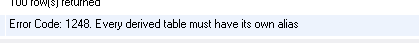 100 row(s) returned
Error Code: 1248. Every derived table must have its own alias